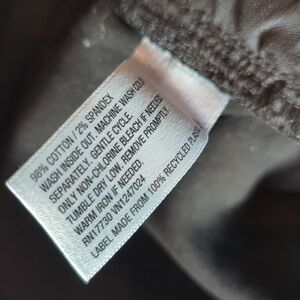 98% COTTON / 2% SPANDEX
WASH INSIDE OUT. MACHINE WASH COLD
SEPARATELY, GENTLE CYCLE
ONLY NON-CHLORINE BLEACH IF NEEDED
TUMBLE DRY LOW. REMOVE PROMPTLY.
WARM IRON IF NEEDED
RN17730 VN1247024
LABEL MADE FROM 100% RECYCLED